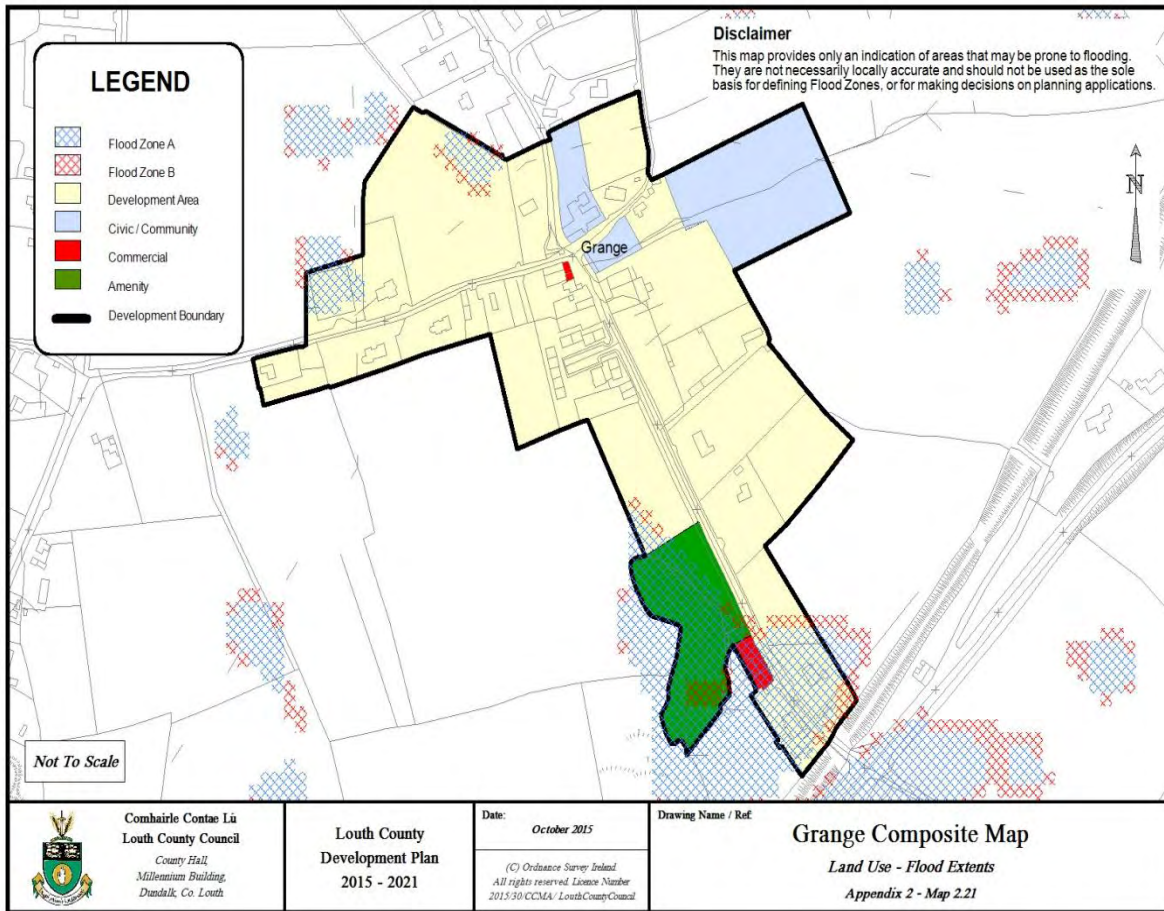 Disclaimer
This map provides only an indication of areas that may be prone to flooding.
They are not necessarily locally accurate and should not be used as the sole
basis for defining Flood Zones, or for making decisions on planning applications.
LEGEND
Flood Zone A
Flood Zone B
Development Area
Civic / Community
Commercial
Amenity
Development Boundary
N
Grange
Not To Scale
Comhairle Contae Lú
Louth County Council
County Hall,
Millennium Building,
Dundalk, Co. Louth
Louth County
Development Plan
2015 - 2021
Date:
October 2015
(C) Ordnance Survey Ireland
All rights reserved. Licence Number
2015/30/CCMA/ LouthCountyCouncil
Drawing Name / Ref:
Grange Composite Map
Land Use - Flood Extents
Appendix 2 - Map 2.21